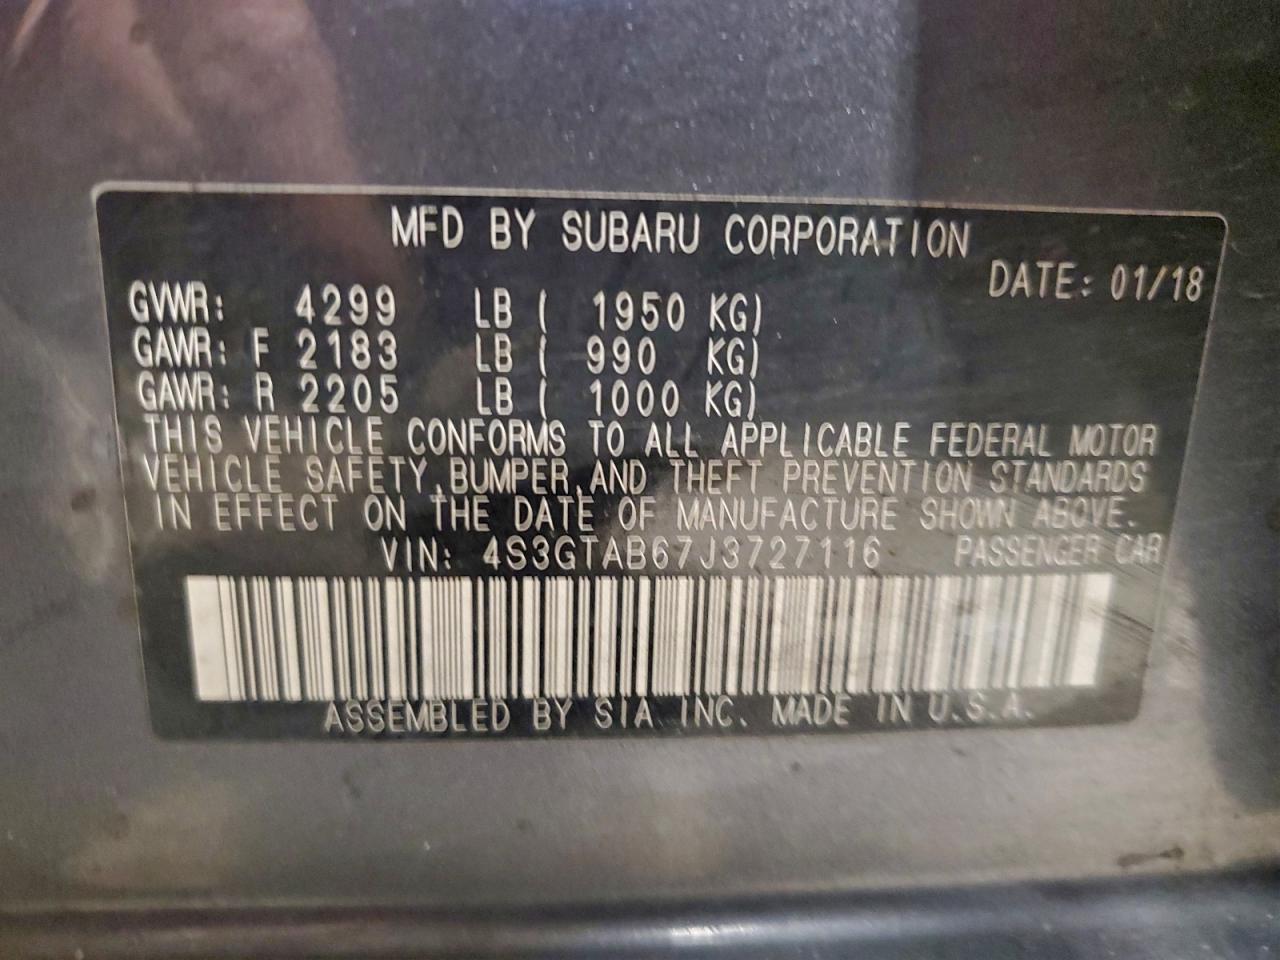 MFD BY SUBARU CORPORATION
DATE: 01/18
GVWR: 4299 LB ( 1950 KG)
GAWR: F 2183 LB ( 990 KG)
GAWR: R 2205 LB ( 1000 KG)
THIS VEHICLE CONFORMS TO ALL APPLICABLE FEDERAL MOTOR
VEHICLE SAFETY,BUMPER,AND THEFT PREVENTION STANDARDS
IN EFFECT ON THE DATE OF MANUFACTURE SHOWN ABOVE.
VIN: 4S3GTAB67J3727116 PASSENGER CAR
ASSEMBLED BY SIA INC. MADE IN U.S.A.